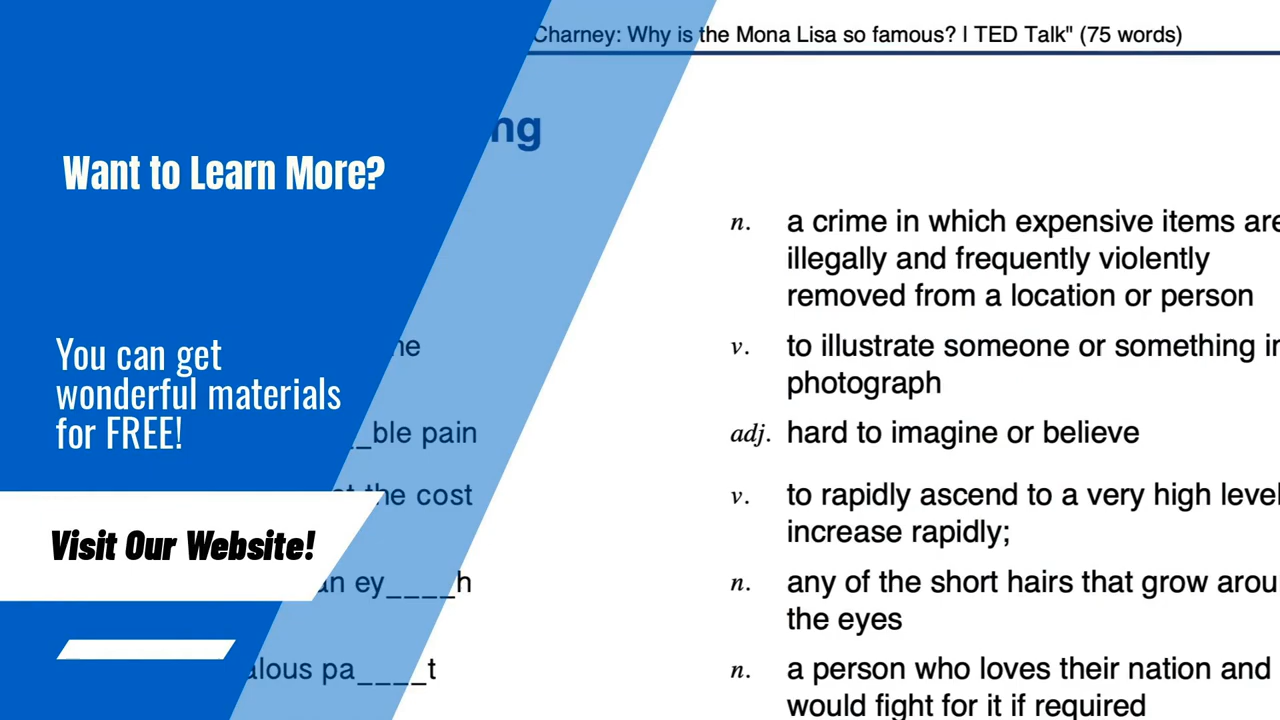 Charney: Why is the Mona Lisa so famous? | TED Talk" (75 words)
ng
Want to Learn More?
You can get
wonderful materials
for FREE!
Visit Our Website!
n. a crime in which expensive items are
illegally and frequently violently
removed from a location or person
he v. to illustrate someone or something in
photograph
_ble pain adj. hard to imagine or believe
the cost v. to rapidly ascend to a very high level
increase rapidly;
an ey____h n. any of the short hairs that grow arou
the eyes
alous pa____t n. a person who loves their nation and
would fight for it if required